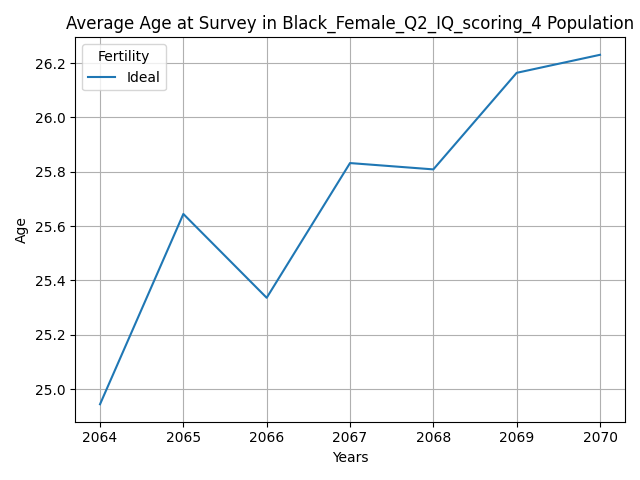 Average Age at Survey in Black_Female_Q2_IQ_scoring_4 Population
Fertility
Ideal
26.2
26.0
25.8
25.6
25.4
25.2
25.0
Age
2064 2065 2066 2067 2068 2069 2070
Years